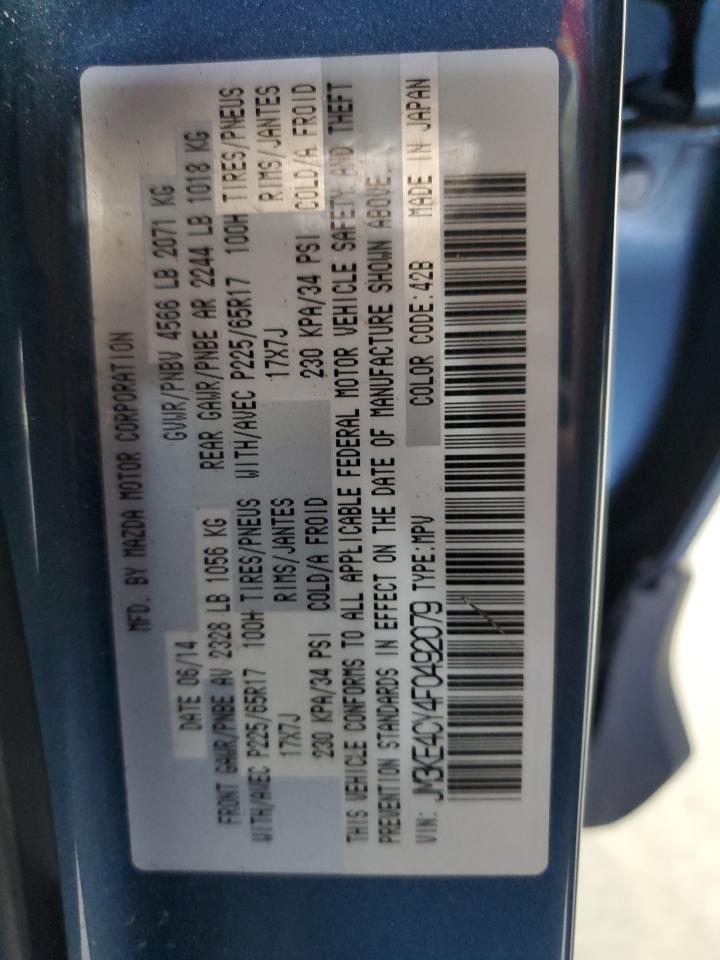 MFD. BY MAZDA MOTOR CORPORATION
DATE 06/14 GVWR/PNBV 4566 LB 2071 KG
FRONT GAWR/PNBE AV 2328 LB 1056 KG REAR GAWR/PNBE AR 2244 LB 1018 KG
WITH/AVEC P225/65R17 100H TIRES/PNEUS WITH/AVEC P225/65R17 100H TIRES/PNEUS
17X7J RIMS/JANTES 17X7J RIMS/JANTES
230 KPA/34 PSI COLD/A FROID 230 KPA/34 PSI COLD/A FROID
THIS VEHICLE CONFORMS TO ALL APPLICABLE FEDERAL MOTOR VEHICLE SAFETY AND THEFT
PREVENTION STANDARDS IN EFFECT ON THE DATE OF MANUFACTURE SHOWN ABOVE.
VIN: JM3KE4CY4F0492079 TYPE:MPV COLOR CODE:42B MADE IN JAPAN